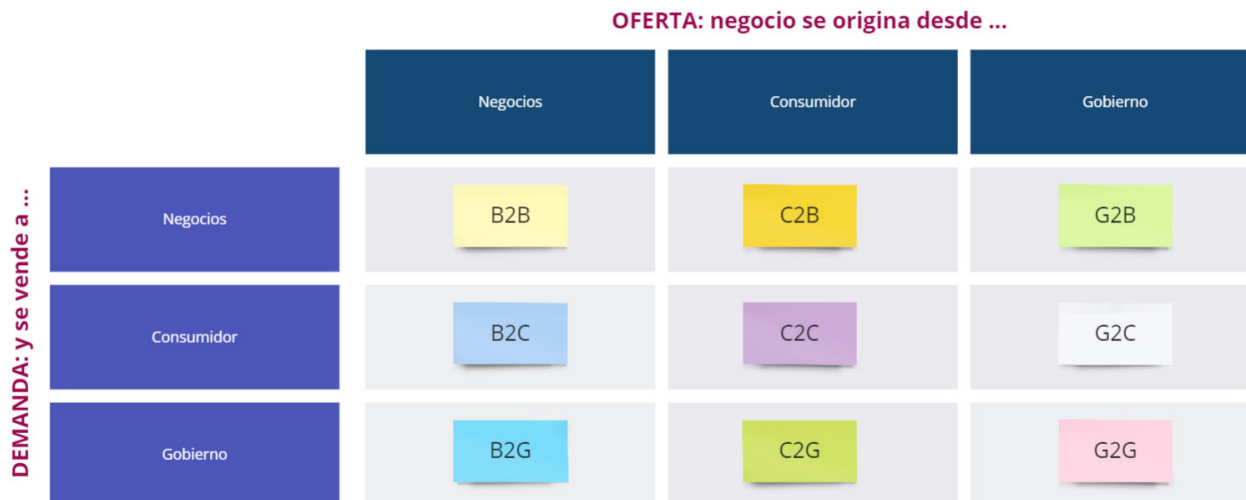 OFERTA: negocio se origina desde ...
Negocios
Consumidor
Gobierno
DEMANDA: y se vende a ...
Negocios
B2B
C2B
G2B
Consumidor
B2C
C2C
G2C
Gobierno
B2G
C2G
G2G